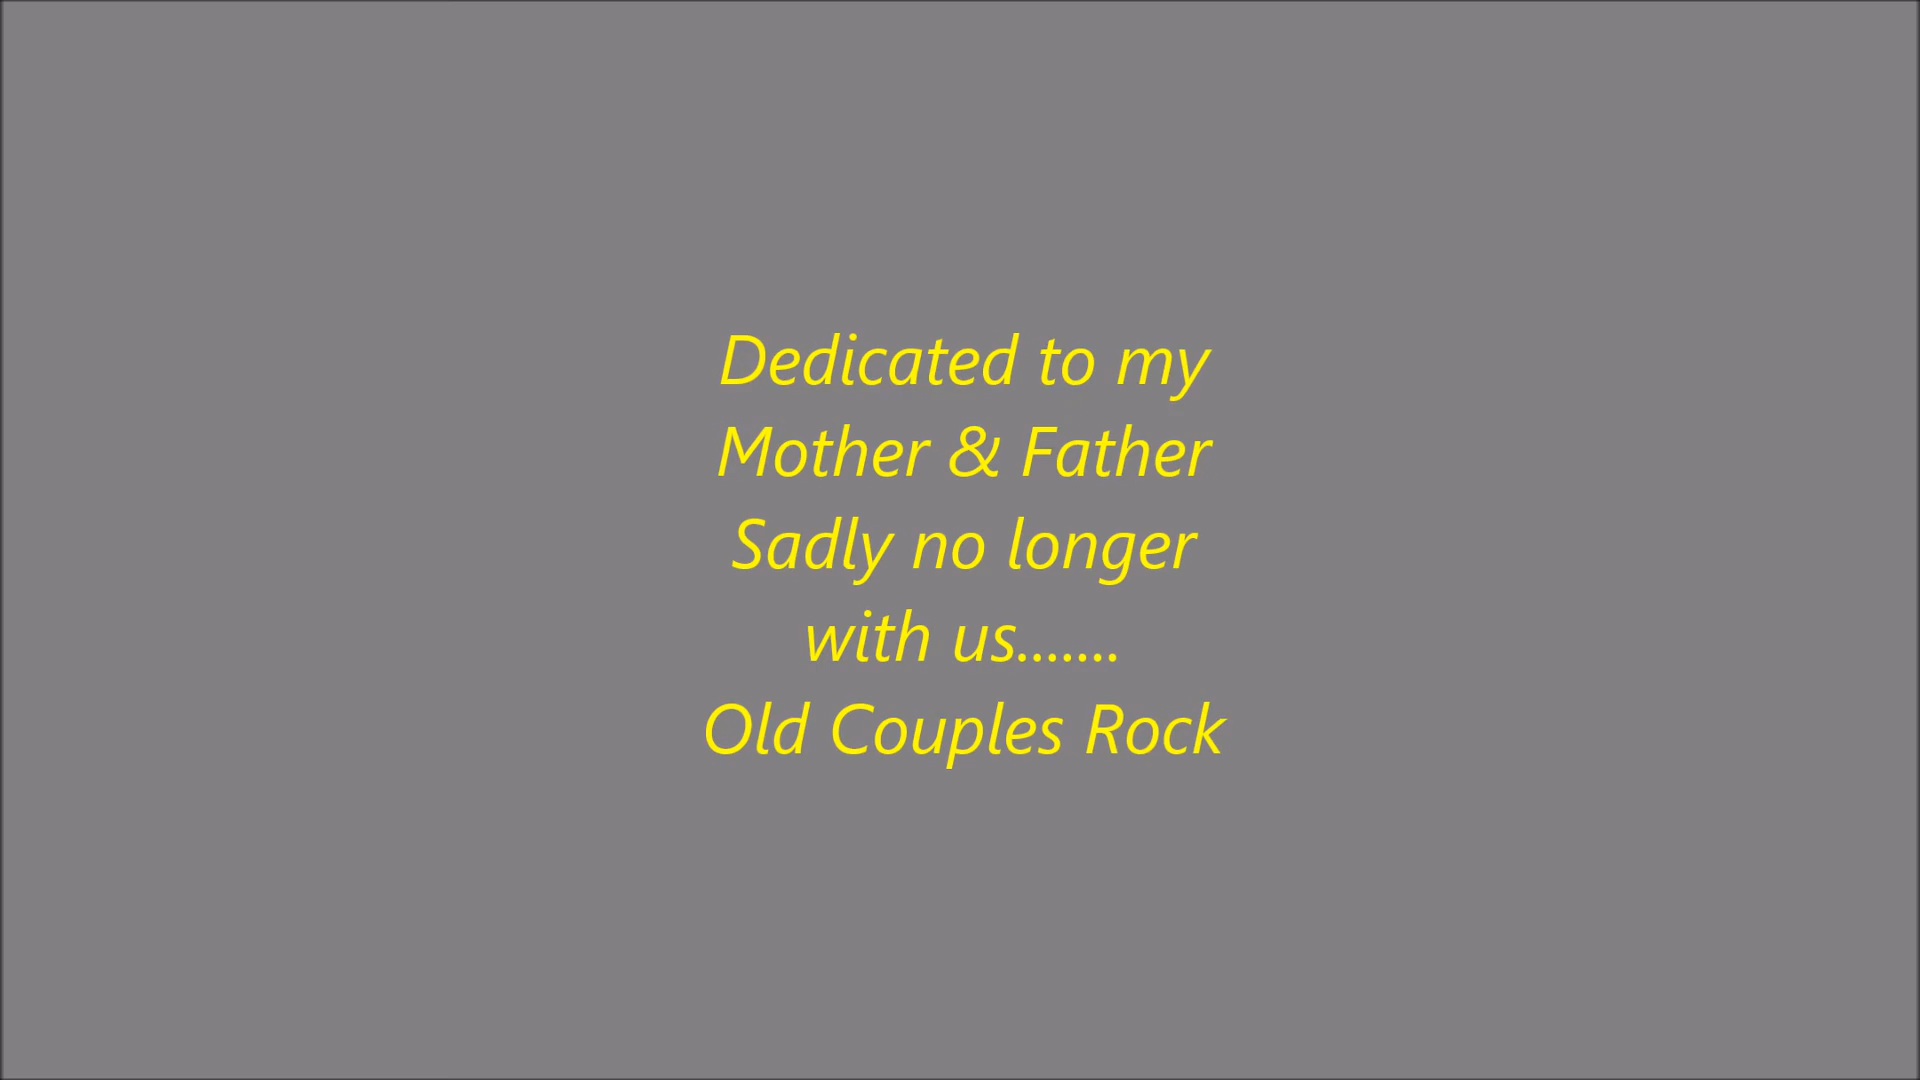 Dedicated to my
Mother & Father
Sadly no longer
with us.......
Old Couples Rock